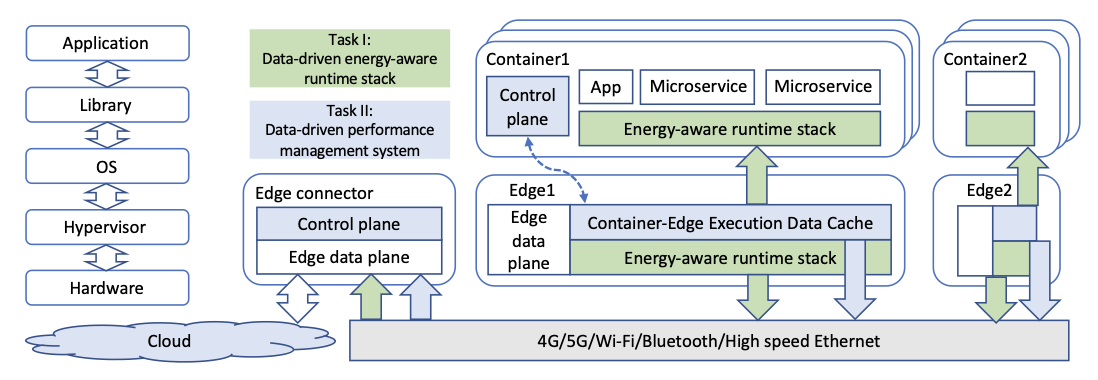 Application
Library
OS
Hypervisor
Hardware
Task I:
Data-driven energy-aware
runtime stack
Task II:
Data-driven performance
management system
Edge connector
Control plane
Edge data plane
Container1
Control
plane
App
Microservice
Microservice
Energy-aware runtime stack
Container2
Edge1
Edge
data
plane
Container-Edge Execution Data Cache
Energy-aware runtime stack
Edge2
Cloud
4G/5G/Wi-Fi/Bluetooth/High speed Ethernet